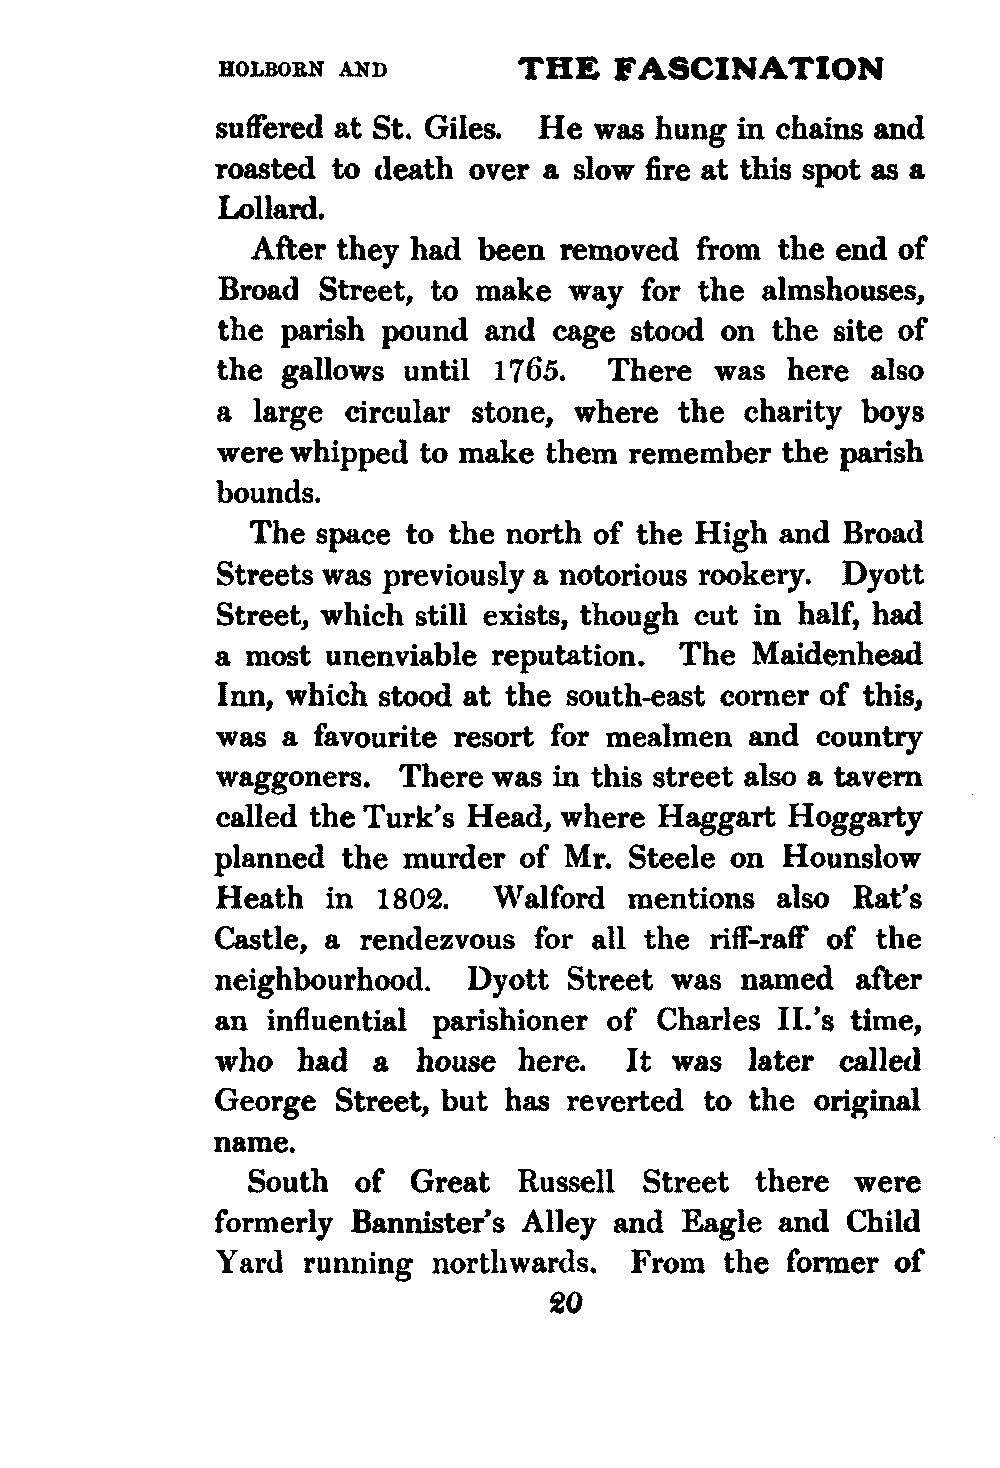 HOLBORN AND THE FASCINATION
suffered at St. Giles. He was hung in chains and
roasted to death over a slow fire at this spot as a
Lollard.
After they had been removed from the end of
Broad Street, to make way for the almshouses,
the parish pound and cage stood on the site of
the gallows until 1765. There was here also
a large circular stone, where the charity boys
were whipped to make them remember the parish
bounds.
The space to the north of the High and Broad
Streets was previously a notorious rookery. Dyott
Street, which still exists, though cut in half, had
a most unenviable reputation. The Maidenhead
Inn, which stood at the south-east corner of this,
was a favourite resort for mealmen and country
waggoners. There was in this street also a tavern
called the Turk's Head, where Haggart Hoggarty
planned the murder of Mr. Steele on Hounslow
Heath in 1802. Walford mentions also Rat's
Castle, a rendezvous for all the riff-raff of the
neighbourhood. Dyott Street was named after
an influential parishioner of Charles II.'s time,
who had a house here. It was later called
George Street, but has reverted to the original
name.
South of Great Russell Street there were
formerly Bannister's Alley and Eagle and Child
Yard running northwards. From the former of
20